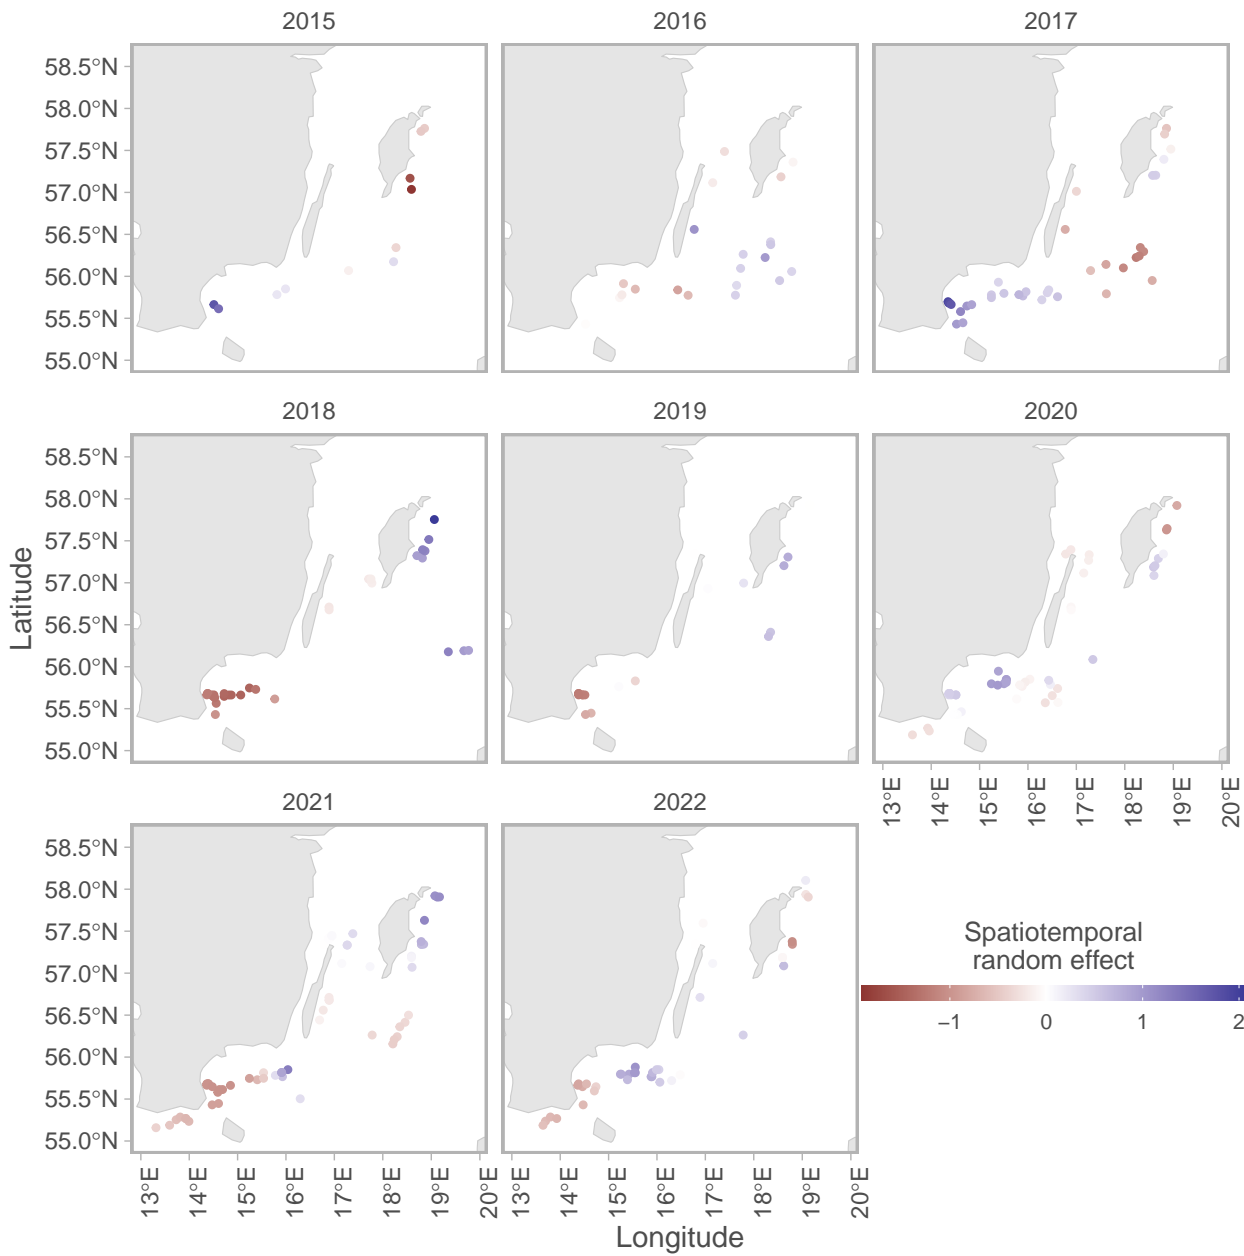 2015 2016 2017
58.5°N
58.0°N
57.5°N
57.0°N
56.5°N
56.0°N
55.5°N
55.0°N
2018 2019 2020
58.5°N
58.0°N
57.5°N
57.0°N
56.5°N
56.0°N
55.5°N
55.0°N
Latitude
13°E 14°E 15°E 16°E 17°E 18°E 19°E 20°E
2021 2022
58.5°N
58.0°N
57.5°N
57.0°N
56.5°N
56.0°N
55.5°N
55.0°N
Spatiotemporal
random effect
−1 0 1 2
13°E 14°E 15°E 16°E 17°E 18°E 19°E 20°E 13°E 14°E 15°E 16°E 17°E 18°E 19°E 20°E
Longitude